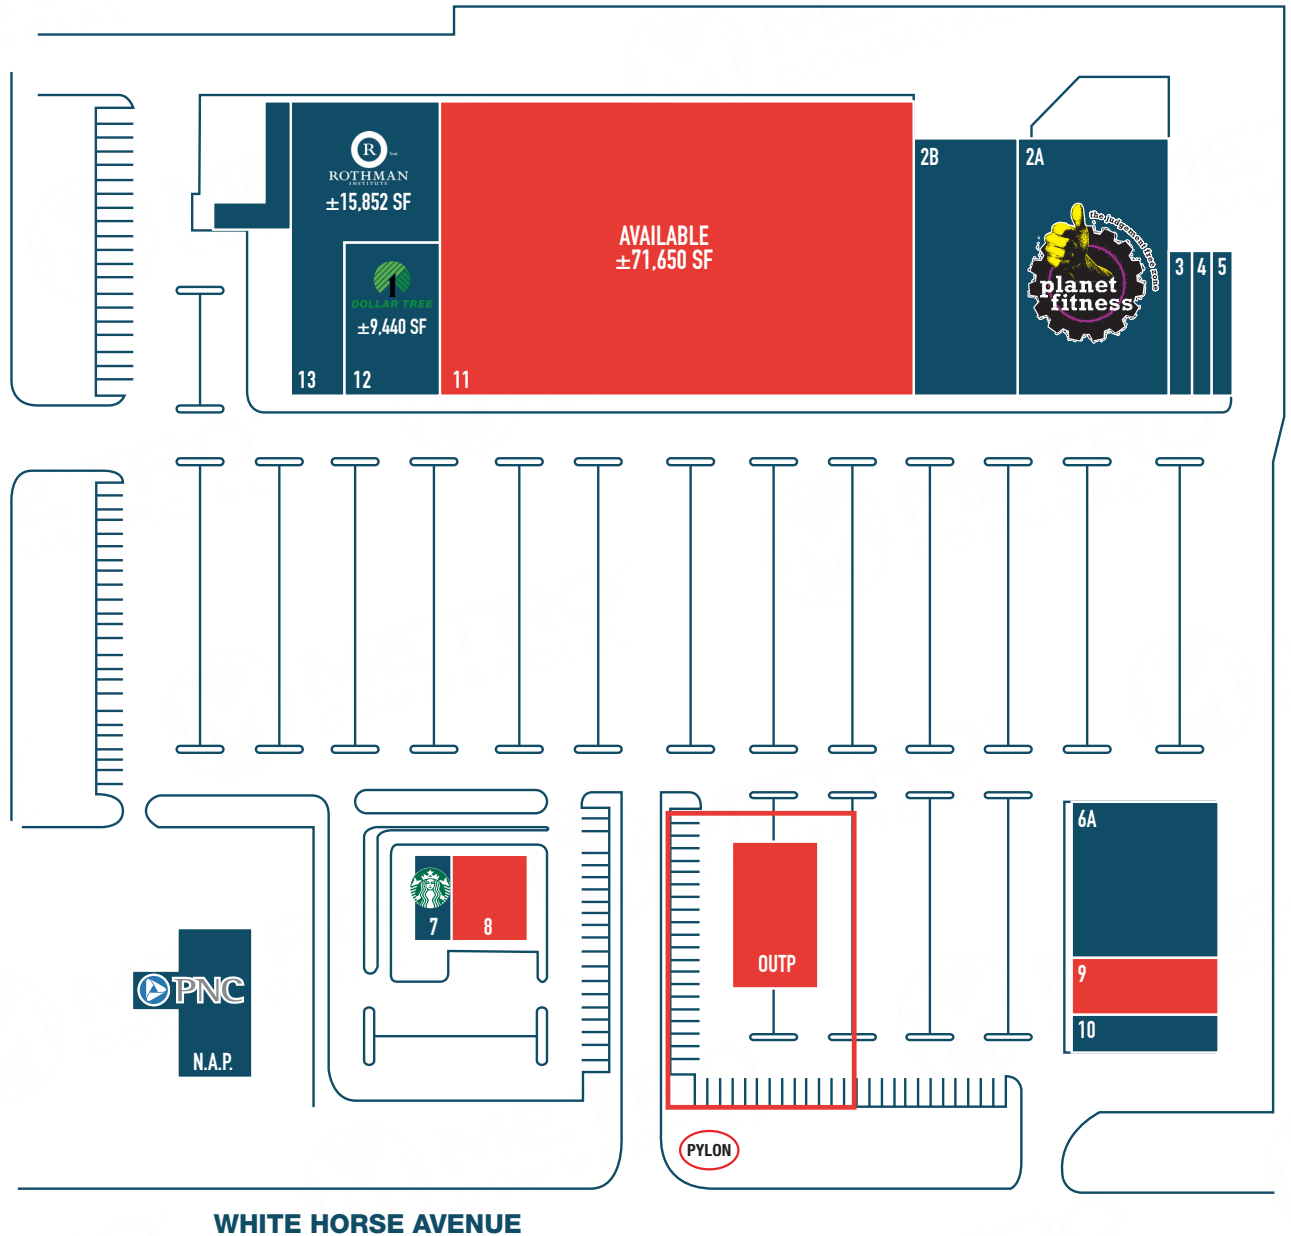 R
ROTHMAN
INSTITUTE
±15,852 SF
DOLLAR TREE
±9,440 SF
13
12
AVAILABLE
±71,650 SF
11
2B
2A
the judgement free zone
planet
fitness
3
4
5
7
8
OUTP
6A
9
10
PNC
N.A.P.
PYLON
WHITE HORSE AVENUE
METRO